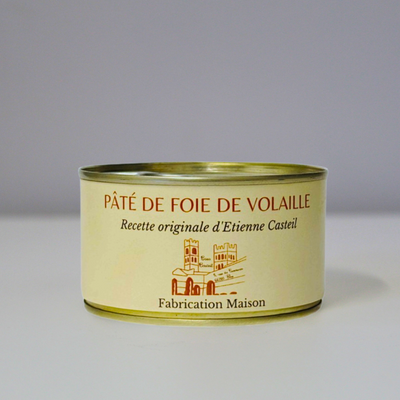 PÂTÉ DE FOIE DE VOLAILLE
Recette originale d'Etienne Casteil
Fabrication Maison